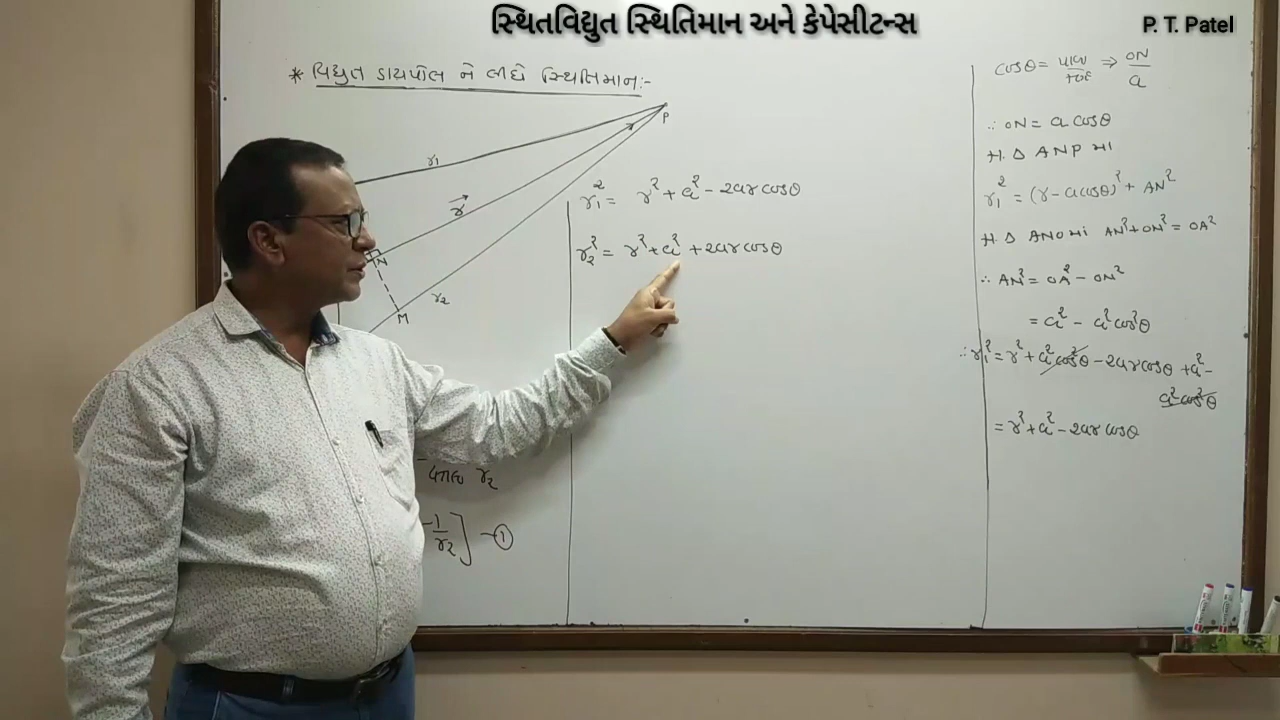 સ્થિતવિદ્યુત સ્થિતિમાન અને કેપેસીટન્સ
P. T. Patel
* વિદ્યુત ડાયપોલ ને લીધે સ્થિતિમાન:-
P
r₁
r⃗
N
M
r₂
r₂
-1/r₂] - ①
r₁² = r² + a² - 2ar cosθ
r₂² = r² + a² + 2ar cosθ
cosθ = પાબા/કર્ણ ⇒ ON/a
∴ ON = a cosθ
Δ ANP માં
r₁² = (r - a cosθ)² + AN²
Δ ANO માં AN² + ON² = OA²
∴ AN² = OA² - ON²
= a² - a² cos²θ
∴ r₁² = r² + a² cos²θ - 2ar cosθ + a² -
a² cos²θ
= r² + a² - 2ar cosθ